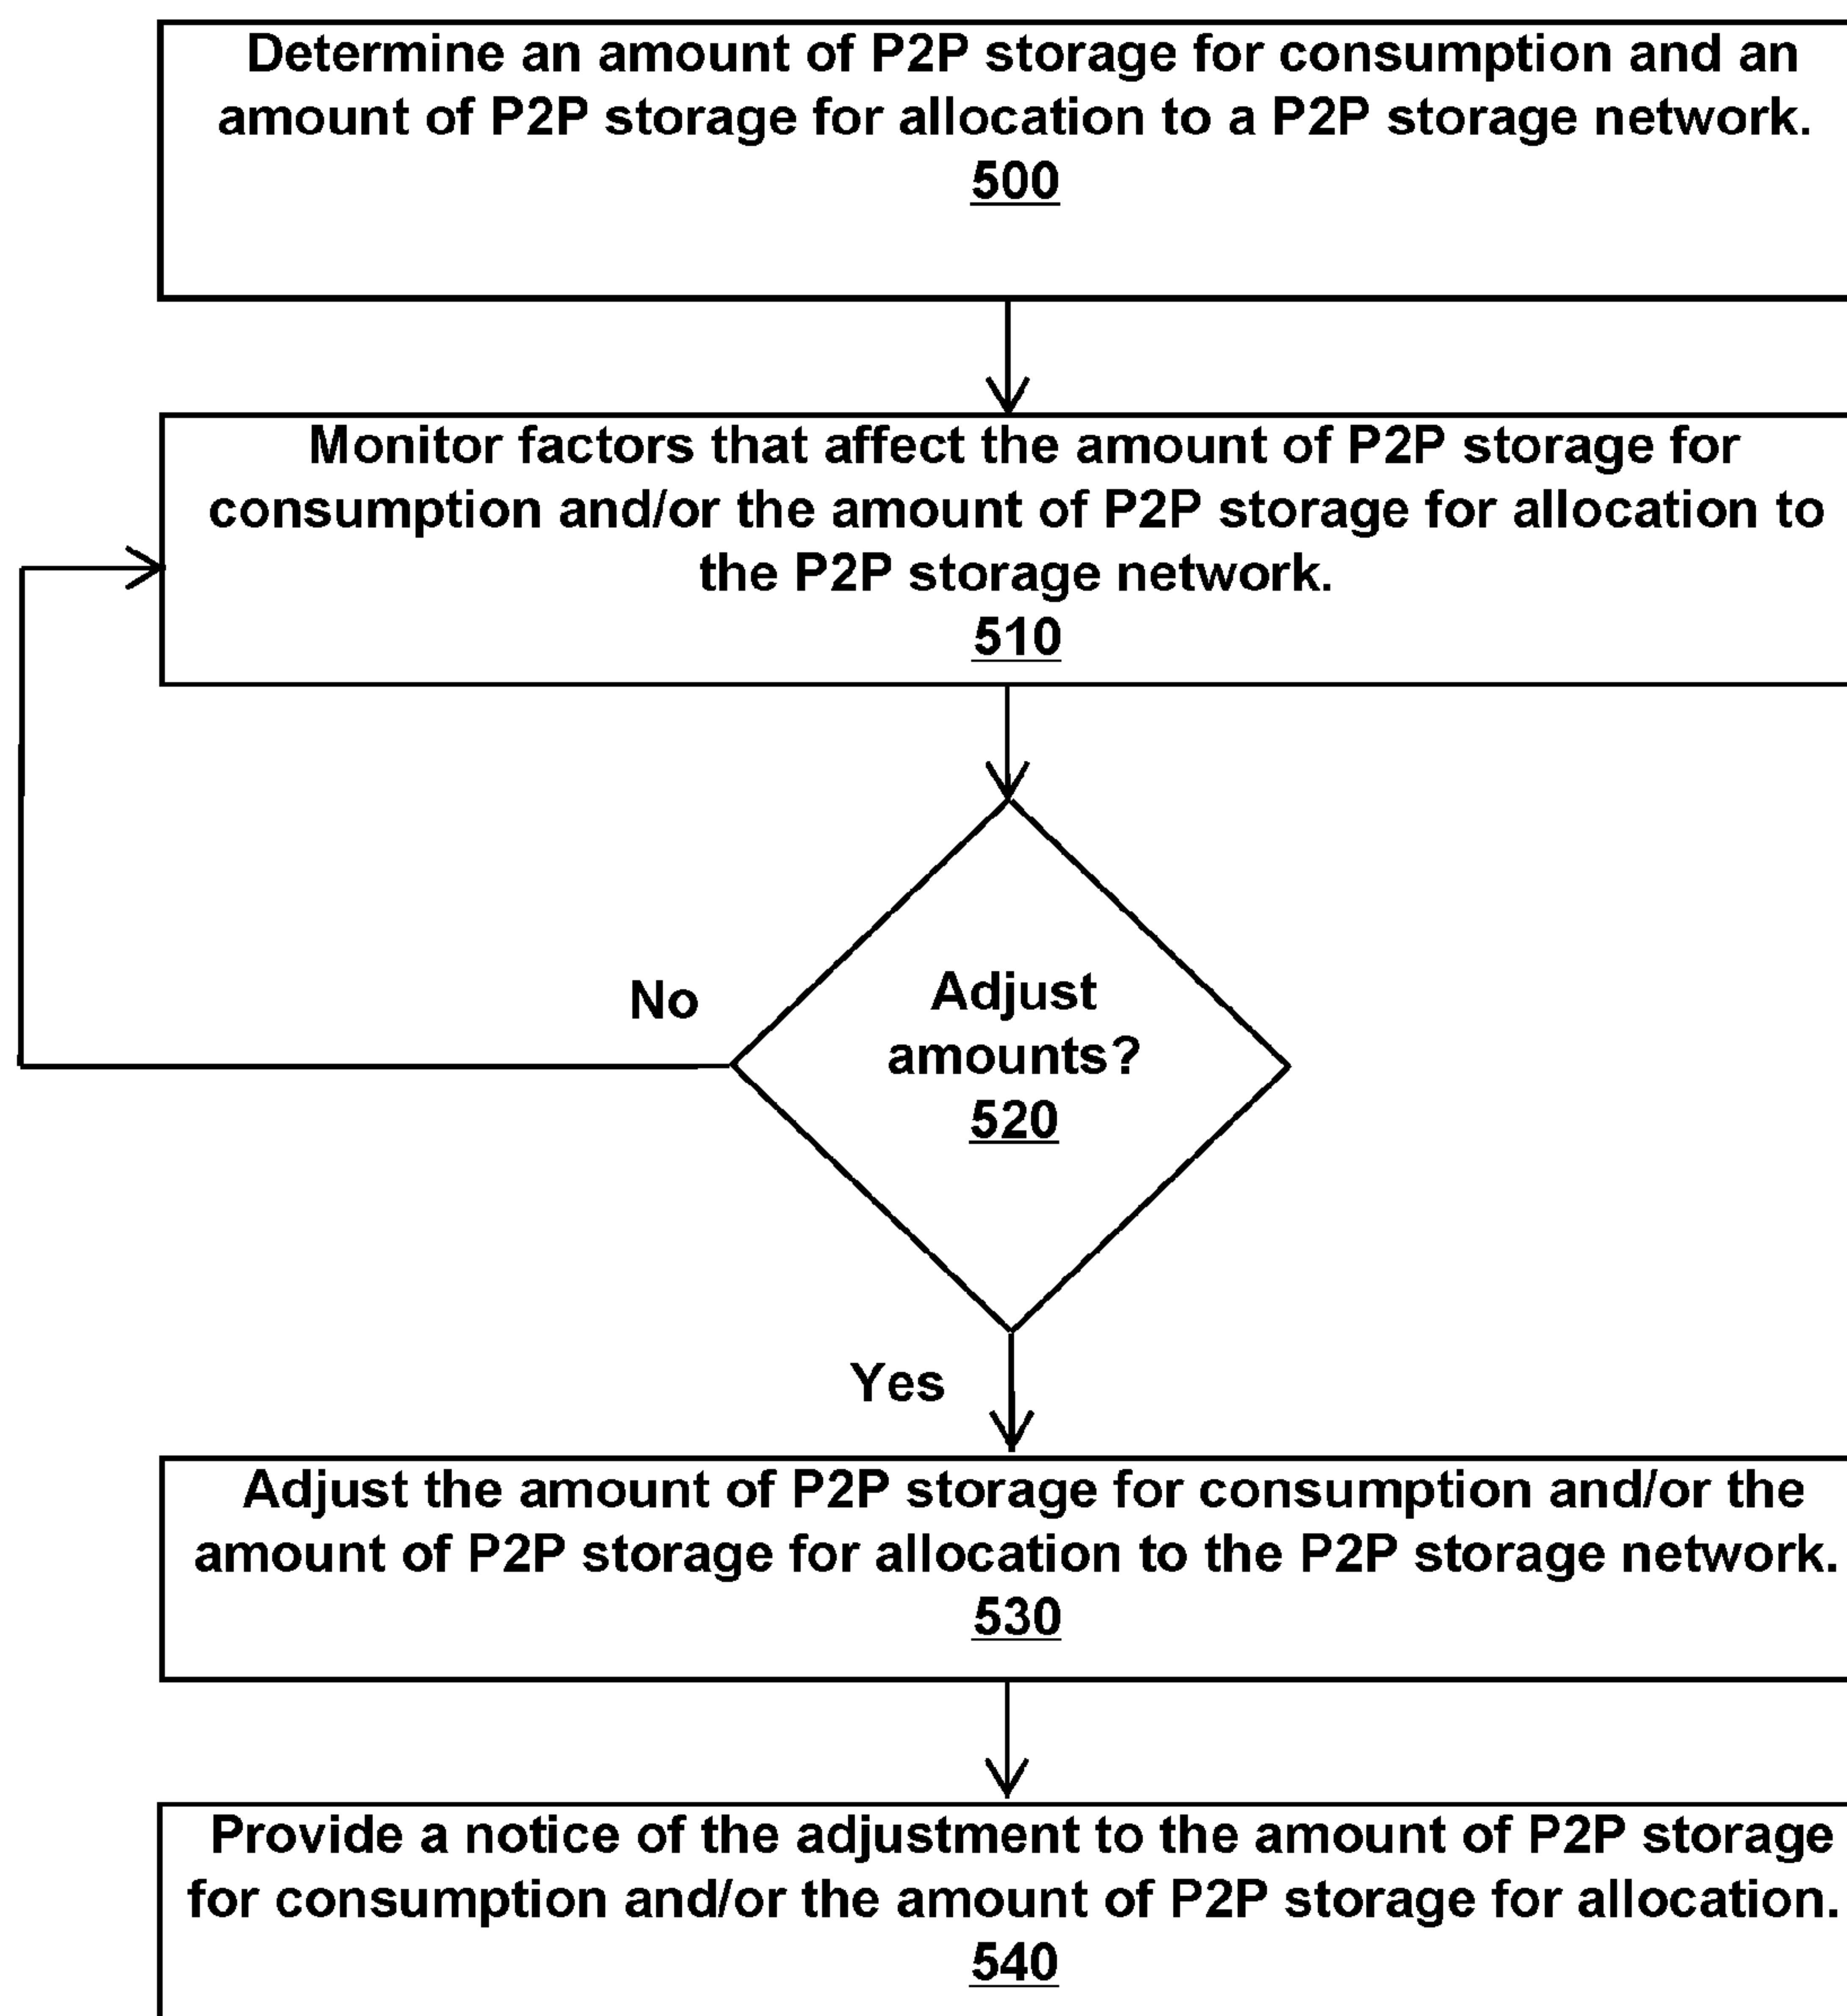 Determine an amount of P2P storage for consumption and an
amount of P2P storage for allocation to a P2P storage network.
500
Monitor factors that affect the amount of P2P storage for
consumption and/or the amount of P2P storage for allocation to
the P2P storage network.
510
No
Adjust
amounts?
520
Yes
Adjust the amount of P2P storage for consumption and/or the
amount of P2P storage for allocation to the P2P storage network.
530
Provide a notice of the adjustment to the amount of P2P storage
for consumption and/or the amount of P2P storage for allocation.
540